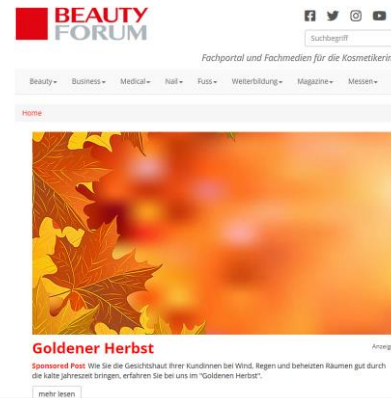 BEAUTY
FORUM
Suchbegriff
Fachportal und Fachmedien für die Kosmetikerin
Beauty Business Medical Nail Fuss Weiterbildung Magazine Messen
Home
Goldener Herbst
Anzeige
Sponsored Post Wie Sie die Gesichtshaut Ihrer Kundinnen bei Wind, Regen und beheizten Räumen gut durch
die kalte Jahreszeit bringen, erfahren Sie bei uns im "Goldenen Herbst".
mehr lesen